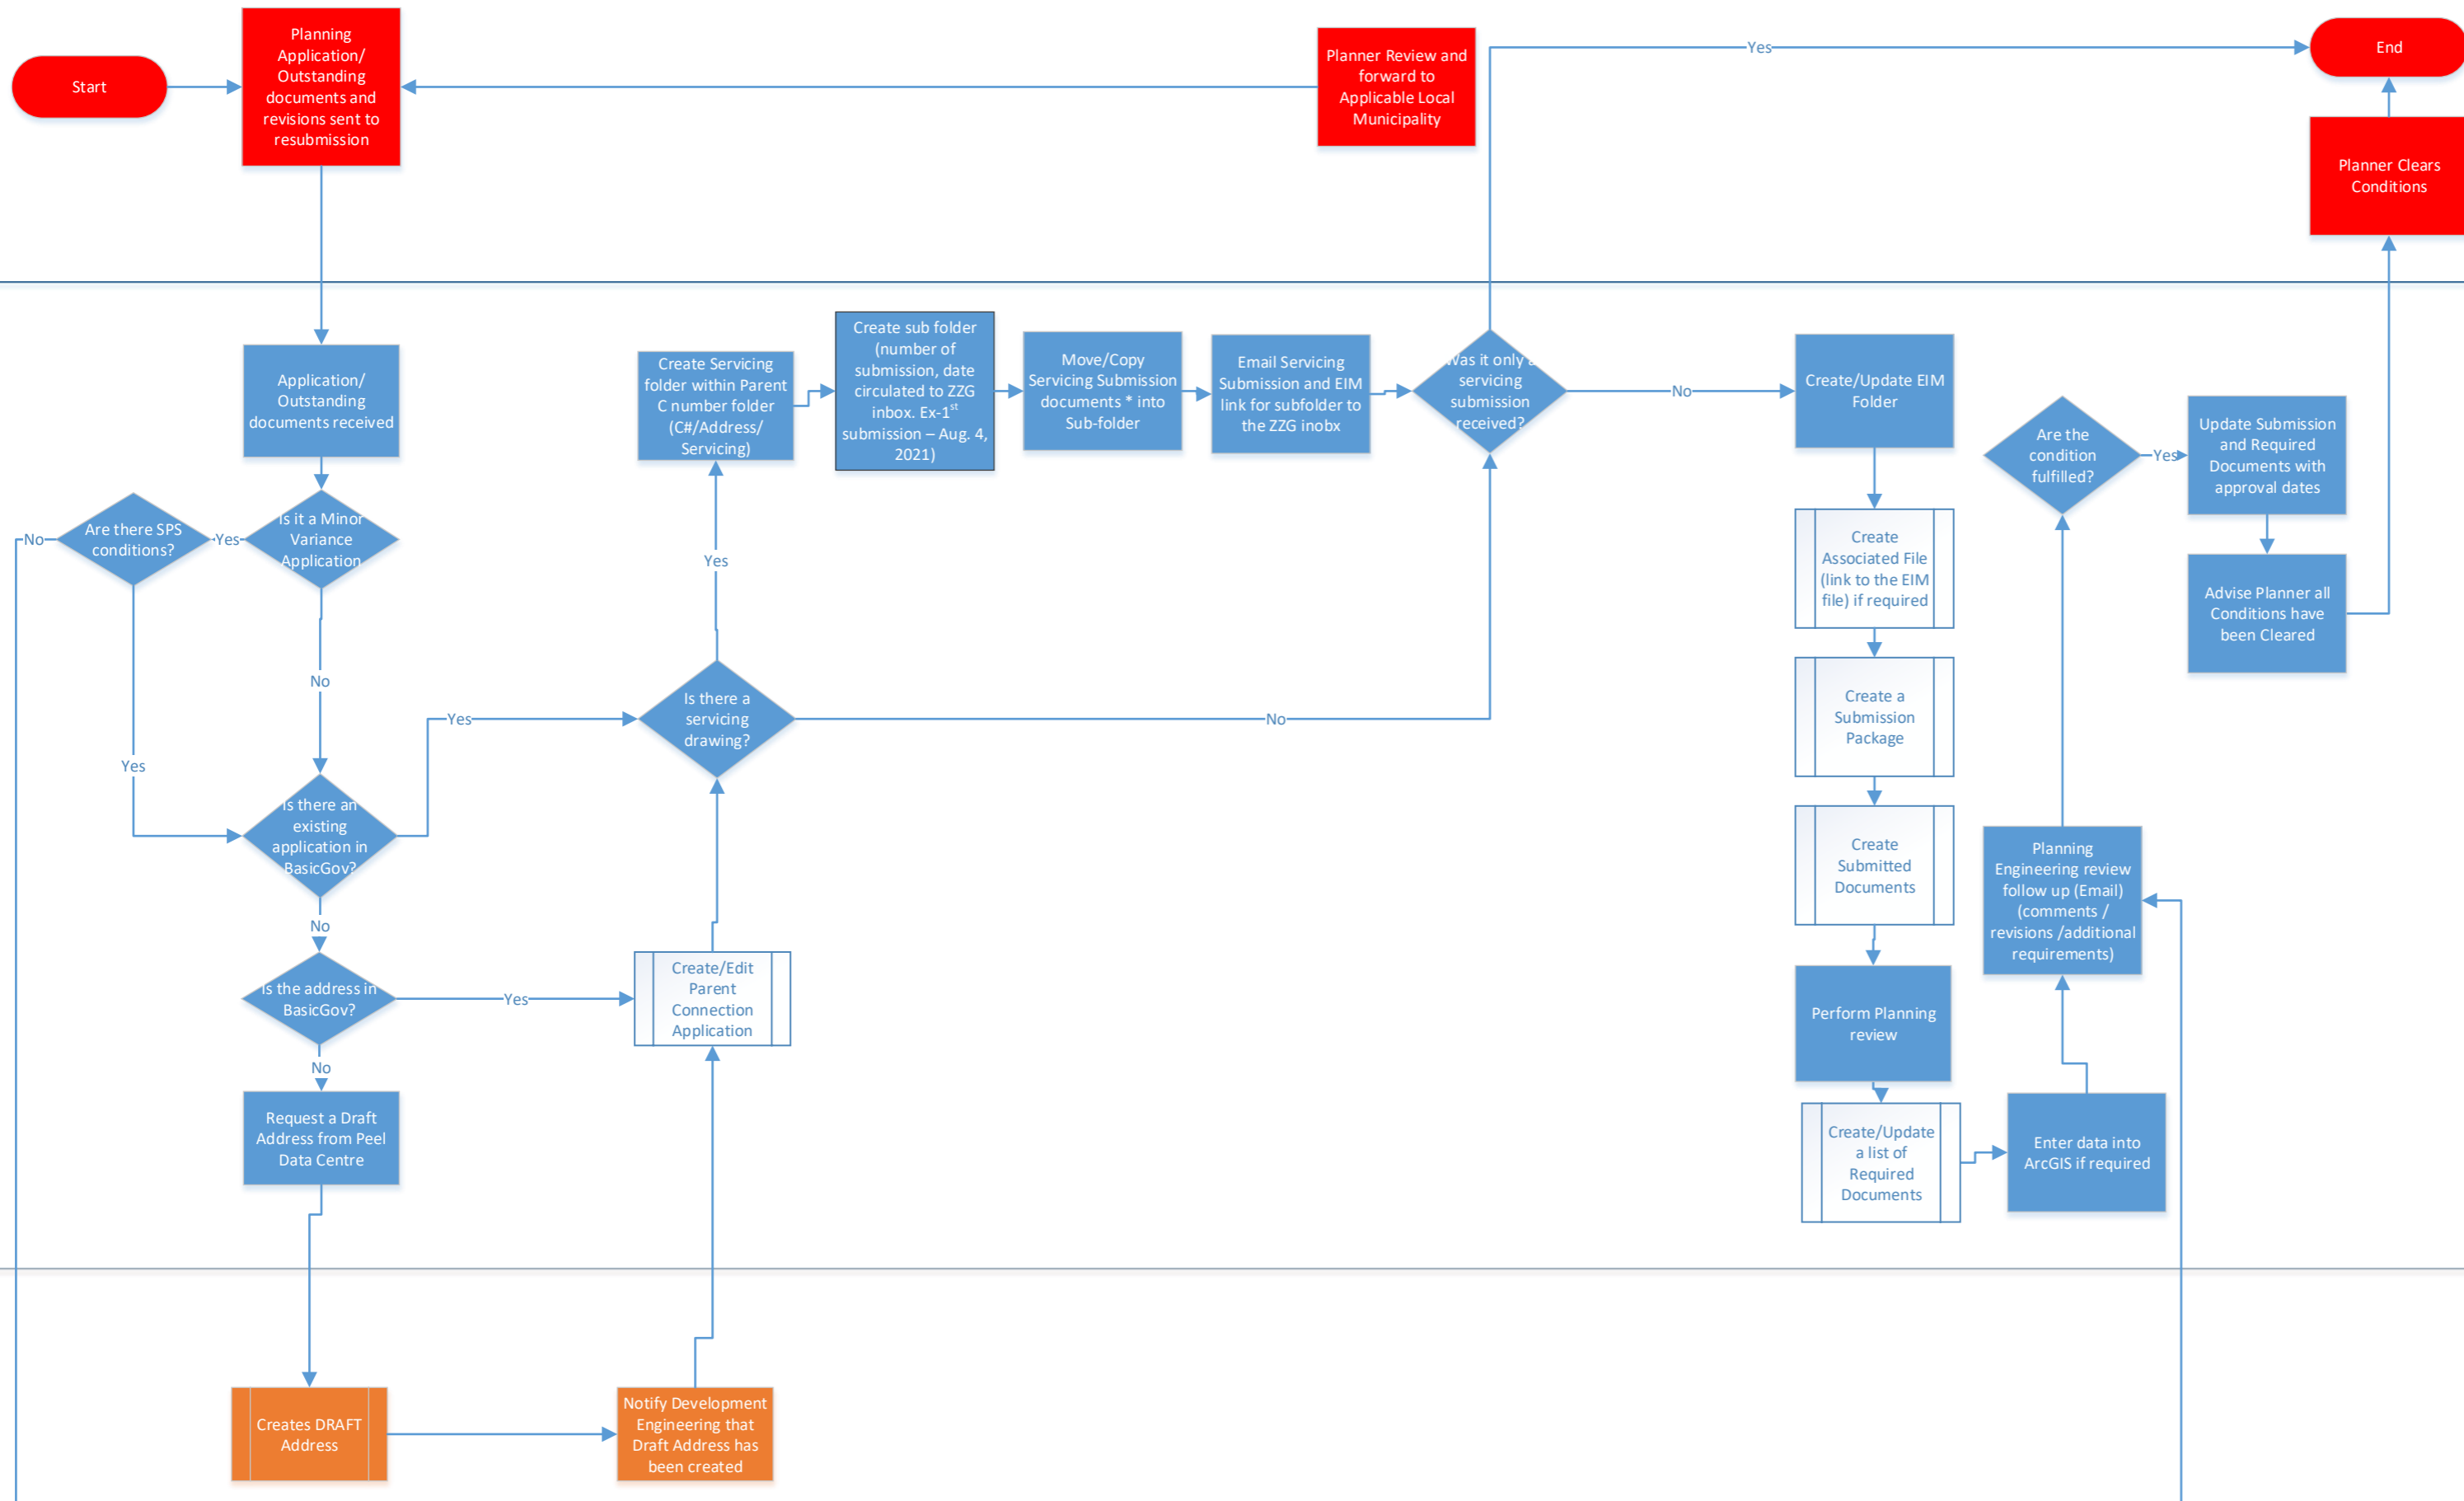 Start
Planning
Application/
Outstanding
documents and
revisions sent to
resubmission
Planner Review and
forward to
Applicable Local
Municipality
Yes
End
Planner Clears
Conditions
Application/
Outstanding
documents received
Is it a Minor
Variance
Application
Yes
Are there SPS
conditions?
No
Yes
No
Is there an
existing
application in
BasicGov?
Yes
No
Is the address in
BasicGov?
Yes
No
Request a Draft
Address from Peel
Data Centre
Creates DRAFT
Address
Notify Development
Engineering that
Draft Address has
been created
Create/Edit
Parent
Connection
Application
Is there a
servicing
drawing?
Yes
No
Create Servicing
folder within Parent
C number folder
(C#/Address/
Servicing)
Create sub folder
(number of
submission, date
circulated to ZZG
inbox. Ex-1st
submission – Aug. 4,
2021)
Move/Copy
Servicing Submission
documents * into
Sub-folder
Email Servicing
Submission and EIM
link for subfolder to
the ZZG inobx
Was it only a
servicing
submission
received?
No
Create/Update EIM
Folder
Create
Associated File
(link to the EIM
file) if required
Create a
Submission
Package
Create
Submitted
Documents
Perform Planning
review
Create/Update
a list of
Required
Documents
Enter data into
ArcGIS if required
Planning
Engineering review
follow up (Email)
(comments /
revisions /additional
requirements)
Are the
condition
fulfilled?
Yes
Update Submission
and Required
Documents with
approval dates
Advise Planner all
Conditions have
been Cleared